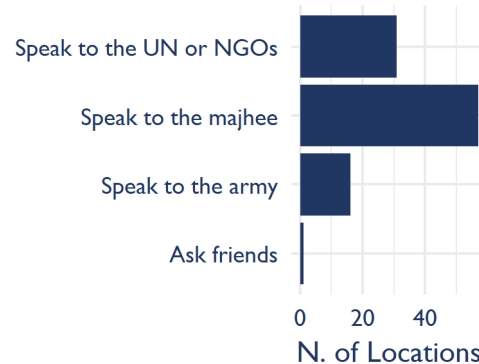 Speak to the UN or NGOs
Speak to the majhee
Speak to the army
Ask friends
0 20 40
N. of Locations